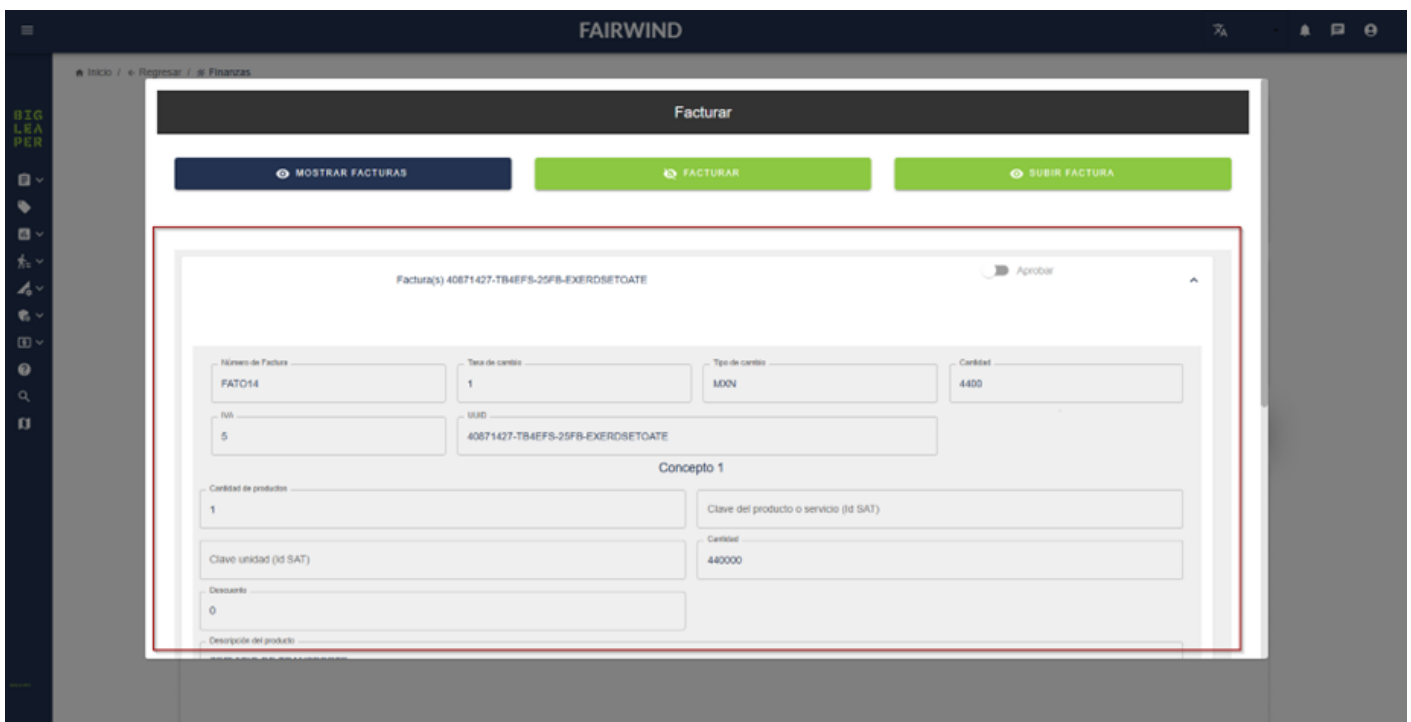 FAIRWIND
Inicio / Regresar / Finanzas
BIG
LEA
PER
Facturar
MOSTRAR FACTURAS
FACTURAR
SUBIR FACTURA
Factura(s) 40871427-TB4EFS-25FB-EXERDSETOATE
Aprobar
Número de Factura
Tasa de cambio
Tipo de cambio
Cantidad
FATO14
1
MXN
4400
IVA
UUID
5
40871427-TB4EFS-25FB-EXERDSETOATE
Concepto 1
Cantidad de productos
1
Clave del producto o servicio (Id SAT)
Clave unidad (Id SAT)
Cantidad
440000
Descuento
0
Descripción del producto